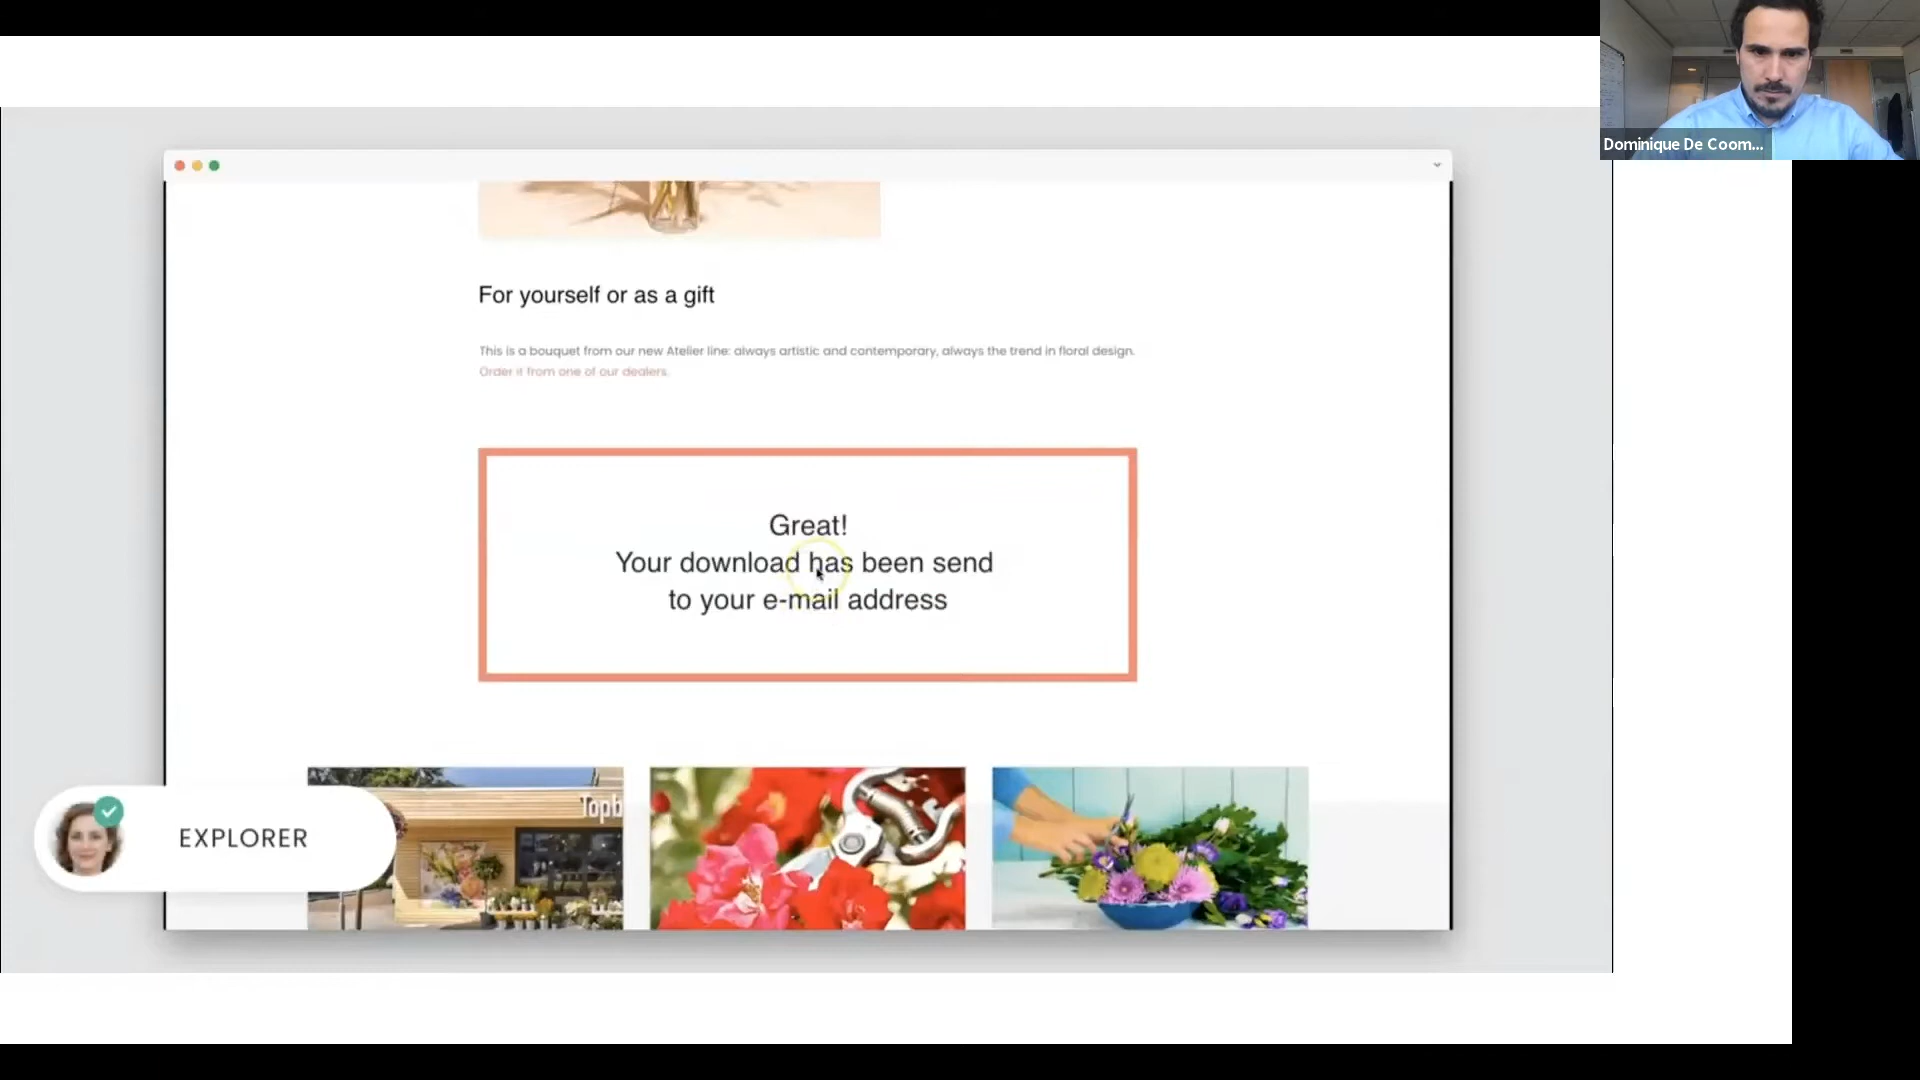 Dominique De Coom...
For yourself or as a gift
This is a bouquet from our new Atelier line: always artistic and contemporary, always the trend in floral design.
Order it from one of our dealers.
Great!
Your download has been send
to your e-mail address
Topb
EXPLORER